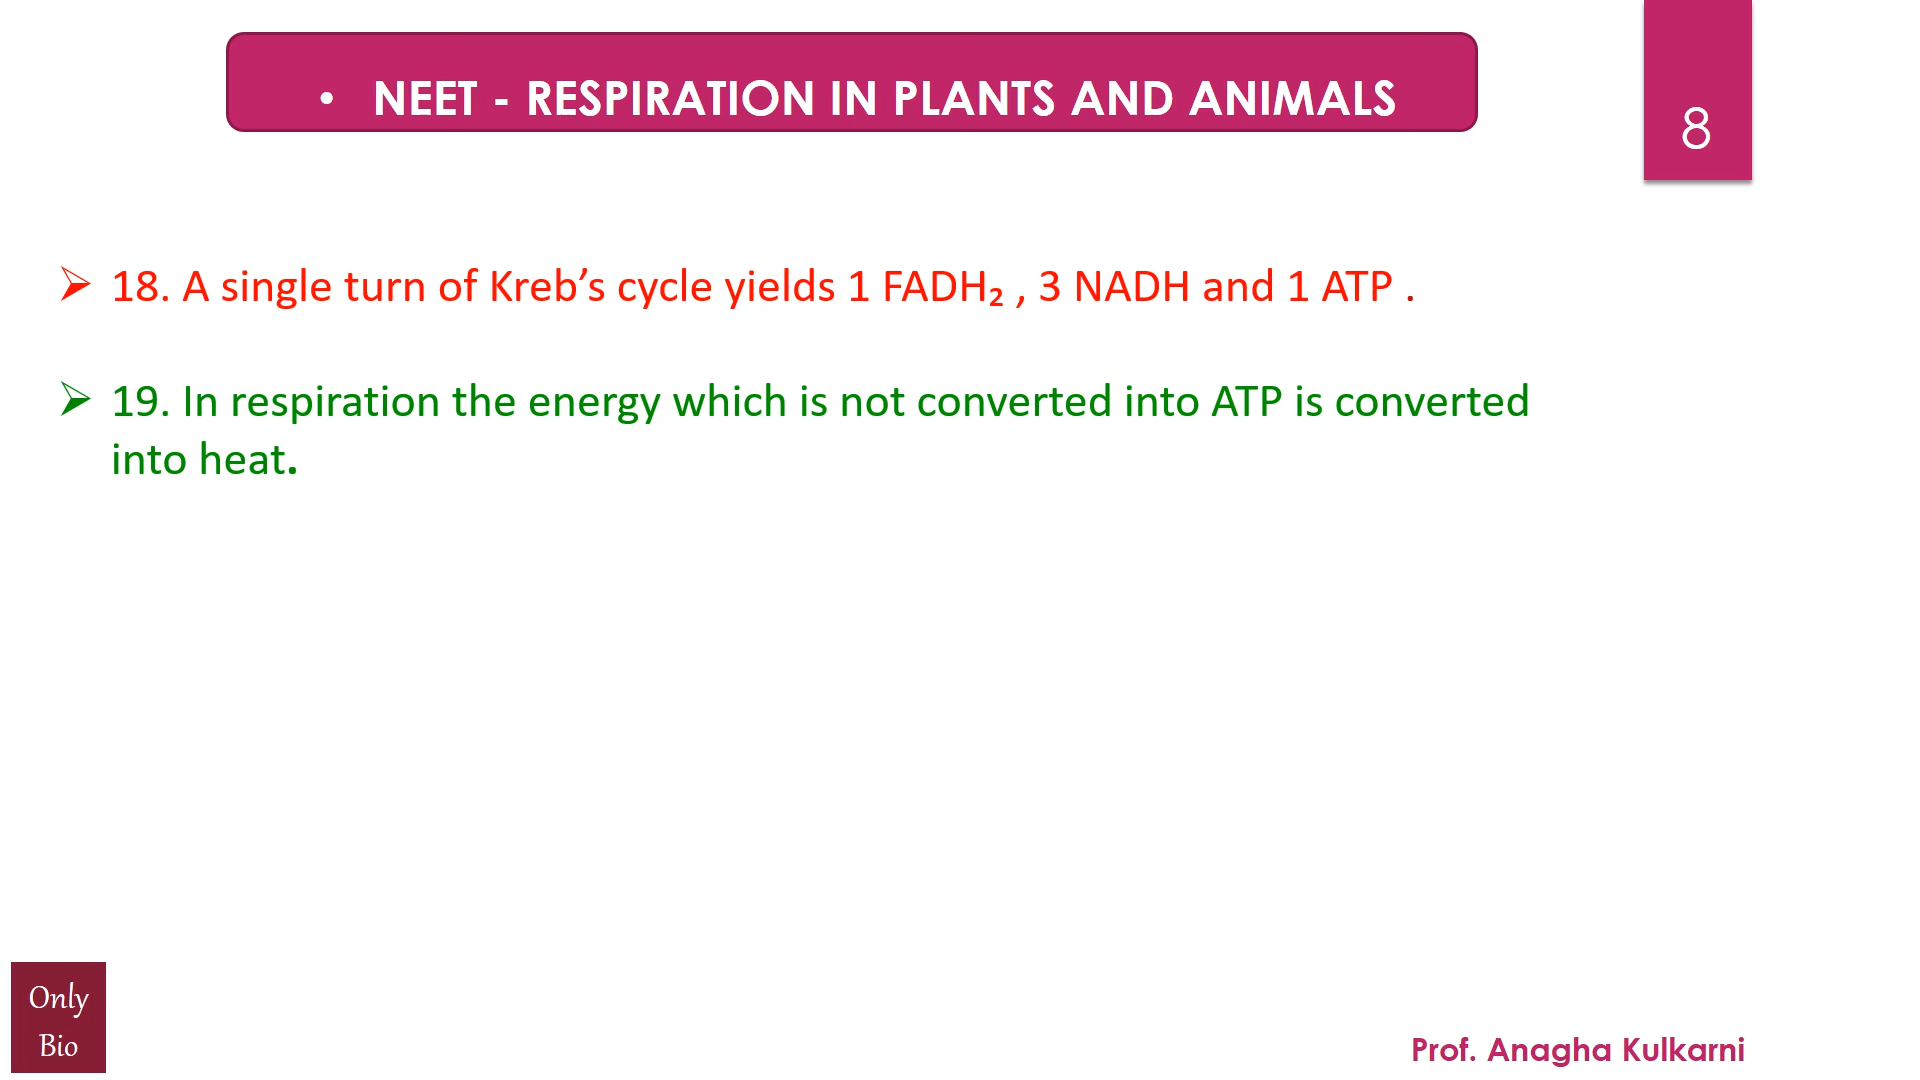 • NEET - RESPIRATION IN PLANTS AND ANIMALS
8
➢ 18. A single turn of Kreb’s cycle yields 1 FADH₂ , 3 NADH and 1 ATP .
➢ 19. In respiration the energy which is not converted into ATP is converted
into heat.
Only
Bio
Prof. Anagha Kulkarni